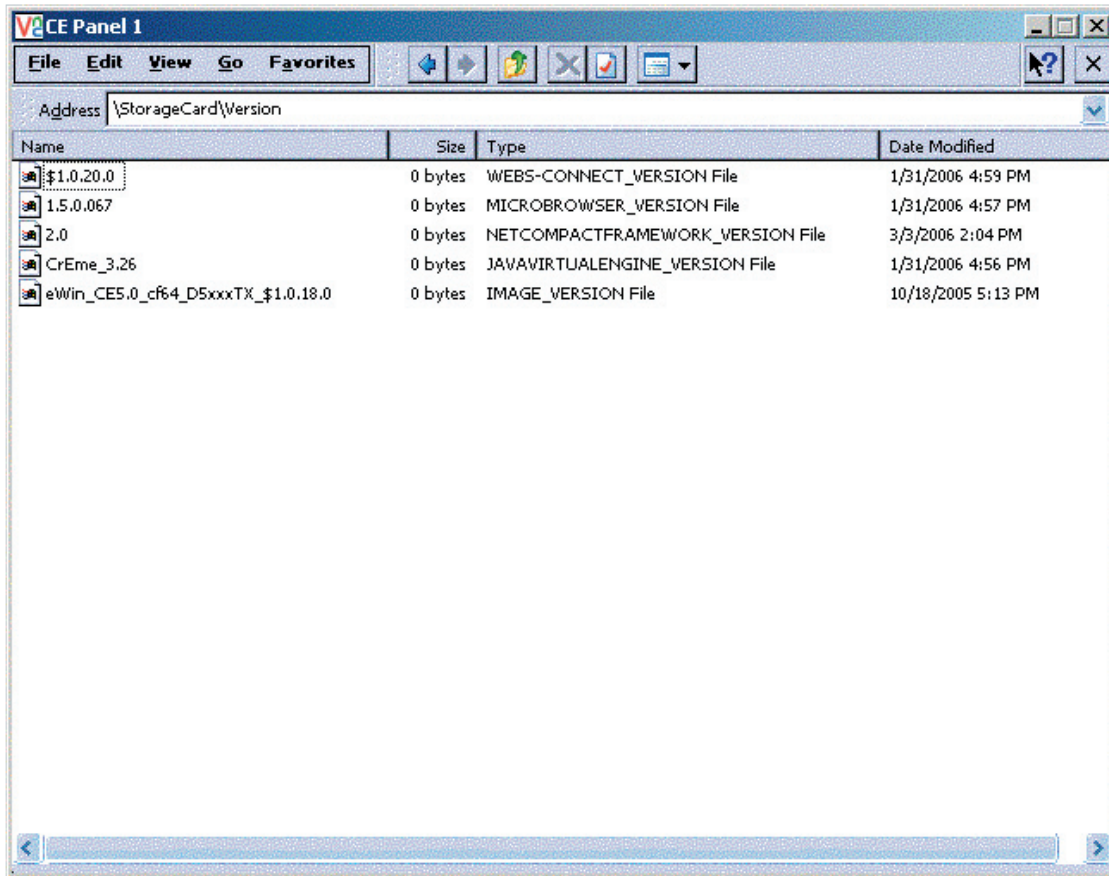 V2 CE Panel 1
File Edit View Go Favorites
Address \StorageCard\Version
Name Size Type Date Modified
$1.0.20.0 0 bytes WEBS-CONNECT_VERSION File 1/31/2006 4:59 PM
1.5.0.067 0 bytes MICROBROWSER_VERSION File 1/31/2006 4:57 PM
2.0 0 bytes NETCOMPACTFRAMEWORK_VERSION File 3/3/2006 2:04 PM
CrEme_3.26 0 bytes JAVAVIRTUALENGINE_VERSION File 1/31/2006 4:56 PM
eWin_CE5.0_cf64_D5xxxTX_$1.0.18.0 0 bytes IMAGE_VERSION File 10/18/2005 5:13 PM